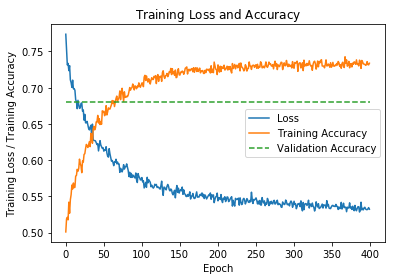 Training Loss and Accuracy
Training Loss / Training Accuracy
0.75
0.70
0.65
0.60
0.55
0.50
Loss
Training Accuracy
Validation Accuracy
0 50 100 150 200 250 300 350 400
Epoch